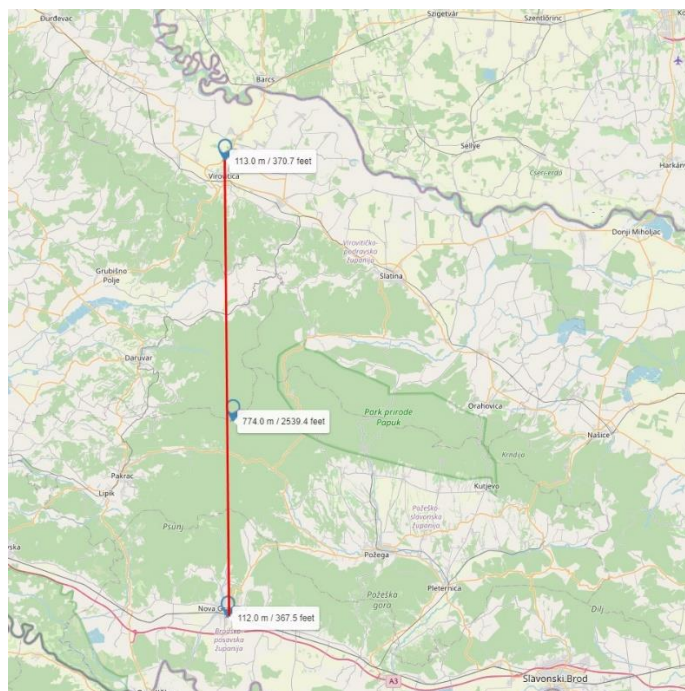 Đurđevac
Szigetvár
Szentlőrinc
Barcs
Sellye
113.0 m / 370.7 feet
Virovitica
Donji Miholjac
Virovitičko-
podravska
županija
Grubišno
Polje
Slatina
Daruvar
Orahovica
Park prirode
Papuk
774.0 m / 2539.4 feet
Našice
Krndija
Pakrac
Lipik
Kutjevo
Požeško-
slavonska
županija
Psunj
Požega
Pleternica
Požeška
gora
Dilj
Nova G
112.0 m / 367.5 feet
Brodsko-
posavska
županija
A3
Slavonski Brod